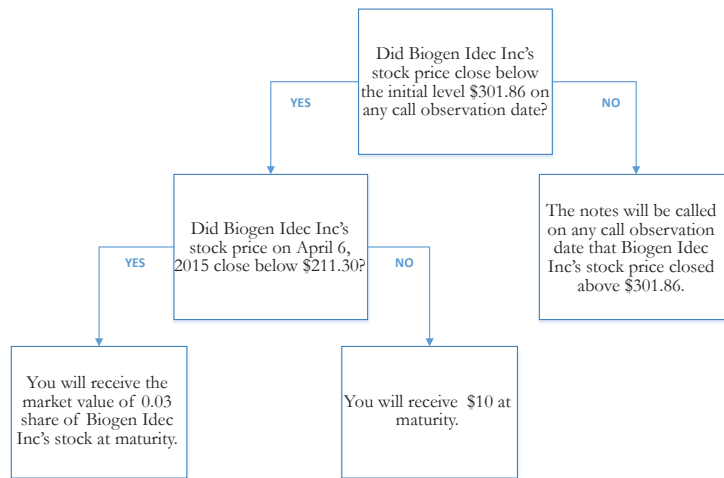 Did Biogen Idec Inc's
stock price close below
the initial level $301.86 on
any call observation date?
YES
NO
Did Biogen Idec Inc's
stock price on April 6,
2015 close below $211.30?
The notes will be called
on any call observation
date that Biogen Idec
Inc's stock price closed
above $301.86.
YES
NO
You will receive the
market value of 0.03
share of Biogen Idec
Inc's stock at maturity.
You will receive $10 at
maturity.